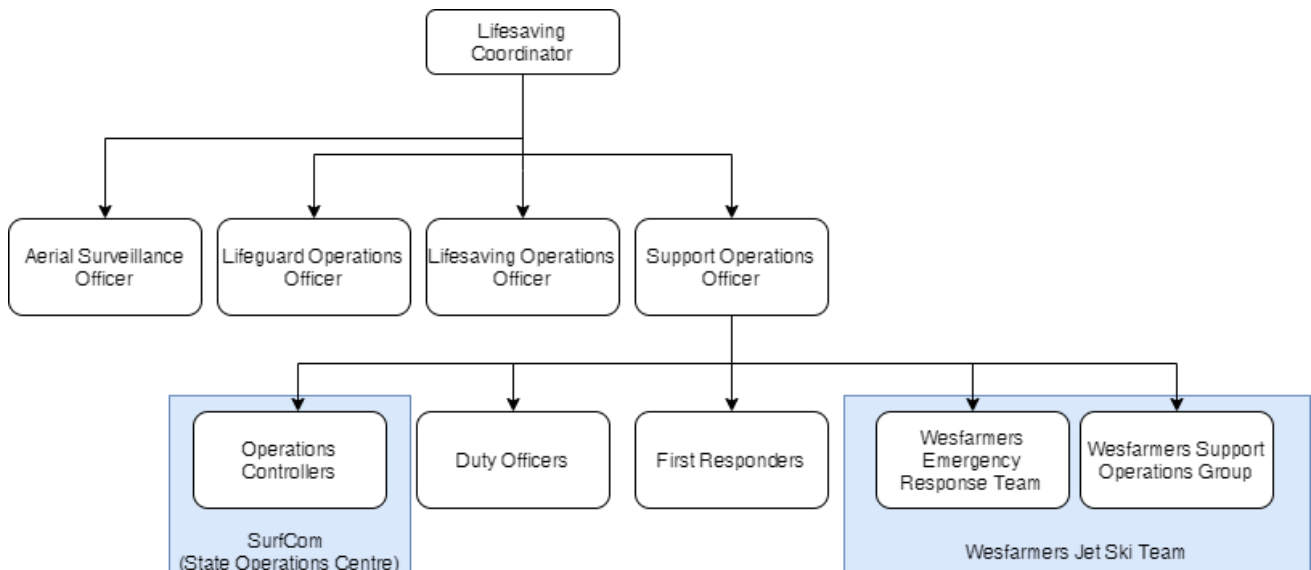 Lifesaving
Coordinator
Aerial Surveillance
Officer
Lifeguard Operations
Officer
Lifesaving Operations
Officer
Support Operations
Officer
Operations
Controllers
Duty Officers
First Responders
Wesfarmers
Emergency
Response Team
Wesfarmers Support
Operations Group
SurfCom
(State Operations Centre)
Wesfarmers Jet Ski Team